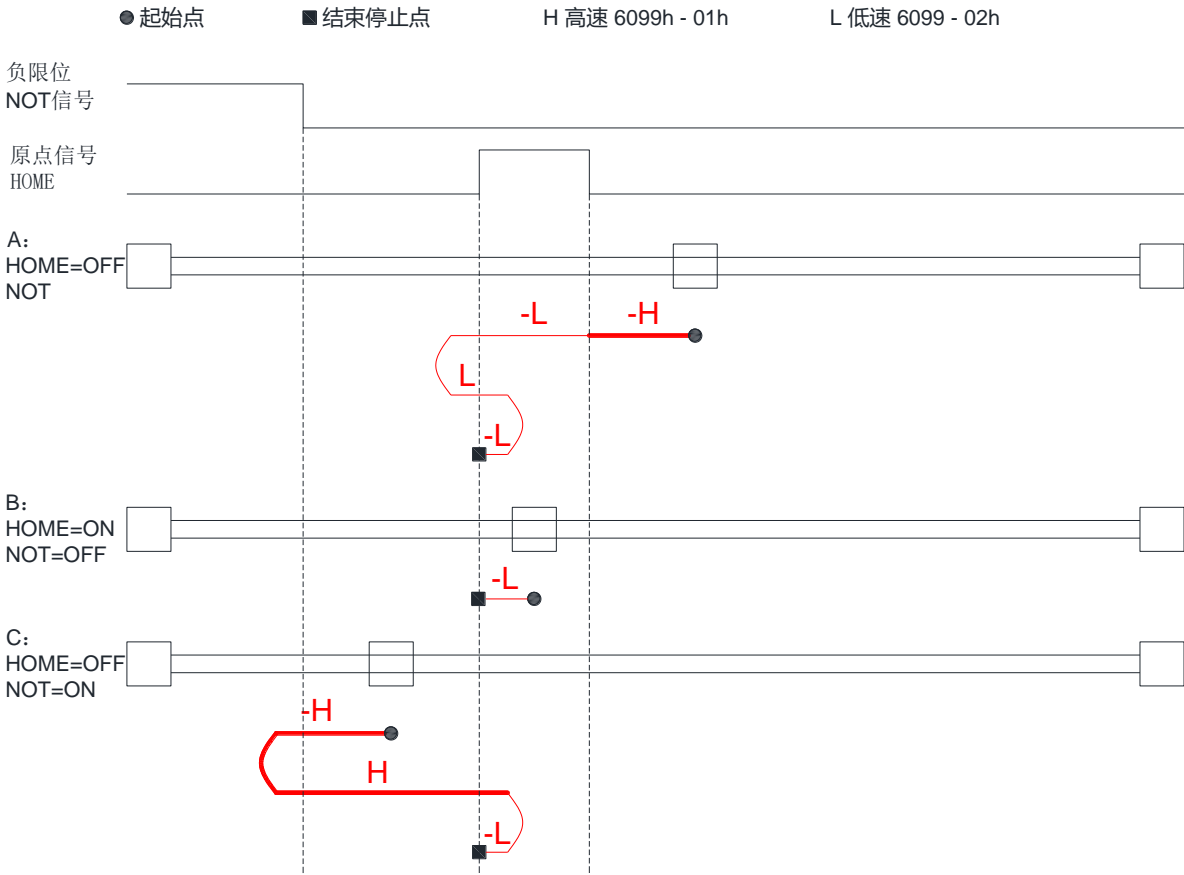 起始点
结束停止点
H 高速 6099h - 01h
L 低速 6099 - 02h
负限位
NOT信号
原点信号
HOME
A:
HOME=OFF
NOT
-L
-H
L
-L
B:
HOME=ON
NOT=OFF
-L
C:
HOME=OFF
NOT=ON
-H
H
-L